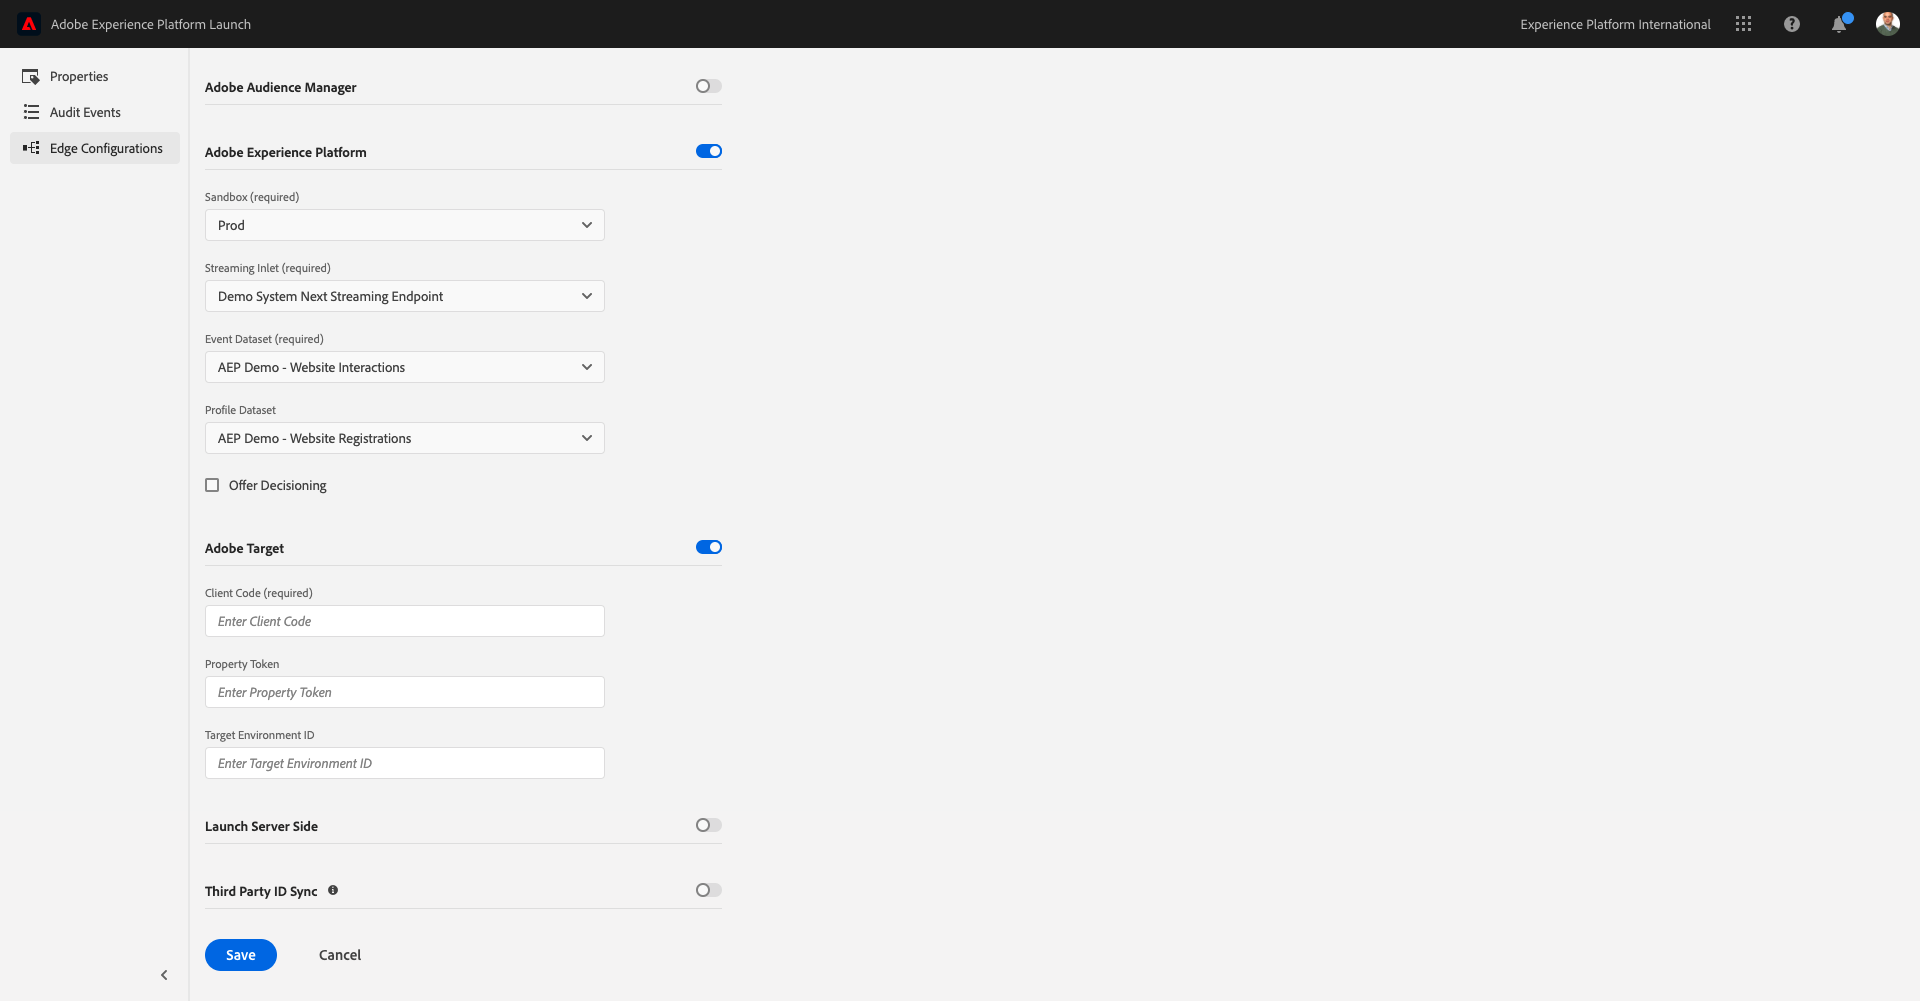 Adobe Experience Platform Launch
Experience Platform International
Properties
Audit Events
Edge Configurations
Adobe Audience Manager
Adobe Experience Platform
Sandbox (required)
Prod
Streaming Inlet (required)
Demo System Next Streaming Endpoint
Event Dataset (required)
AEP Demo - Website Interactions
Profile Dataset
AEP Demo - Website Registrations
Offer Decisioning
Adobe Target
Client Code (required)
Enter Client Code
Property Token
Enter Property Token
Target Environment ID
Enter Target Environment ID
Launch Server Side
Third Party ID Sync
Save
Cancel